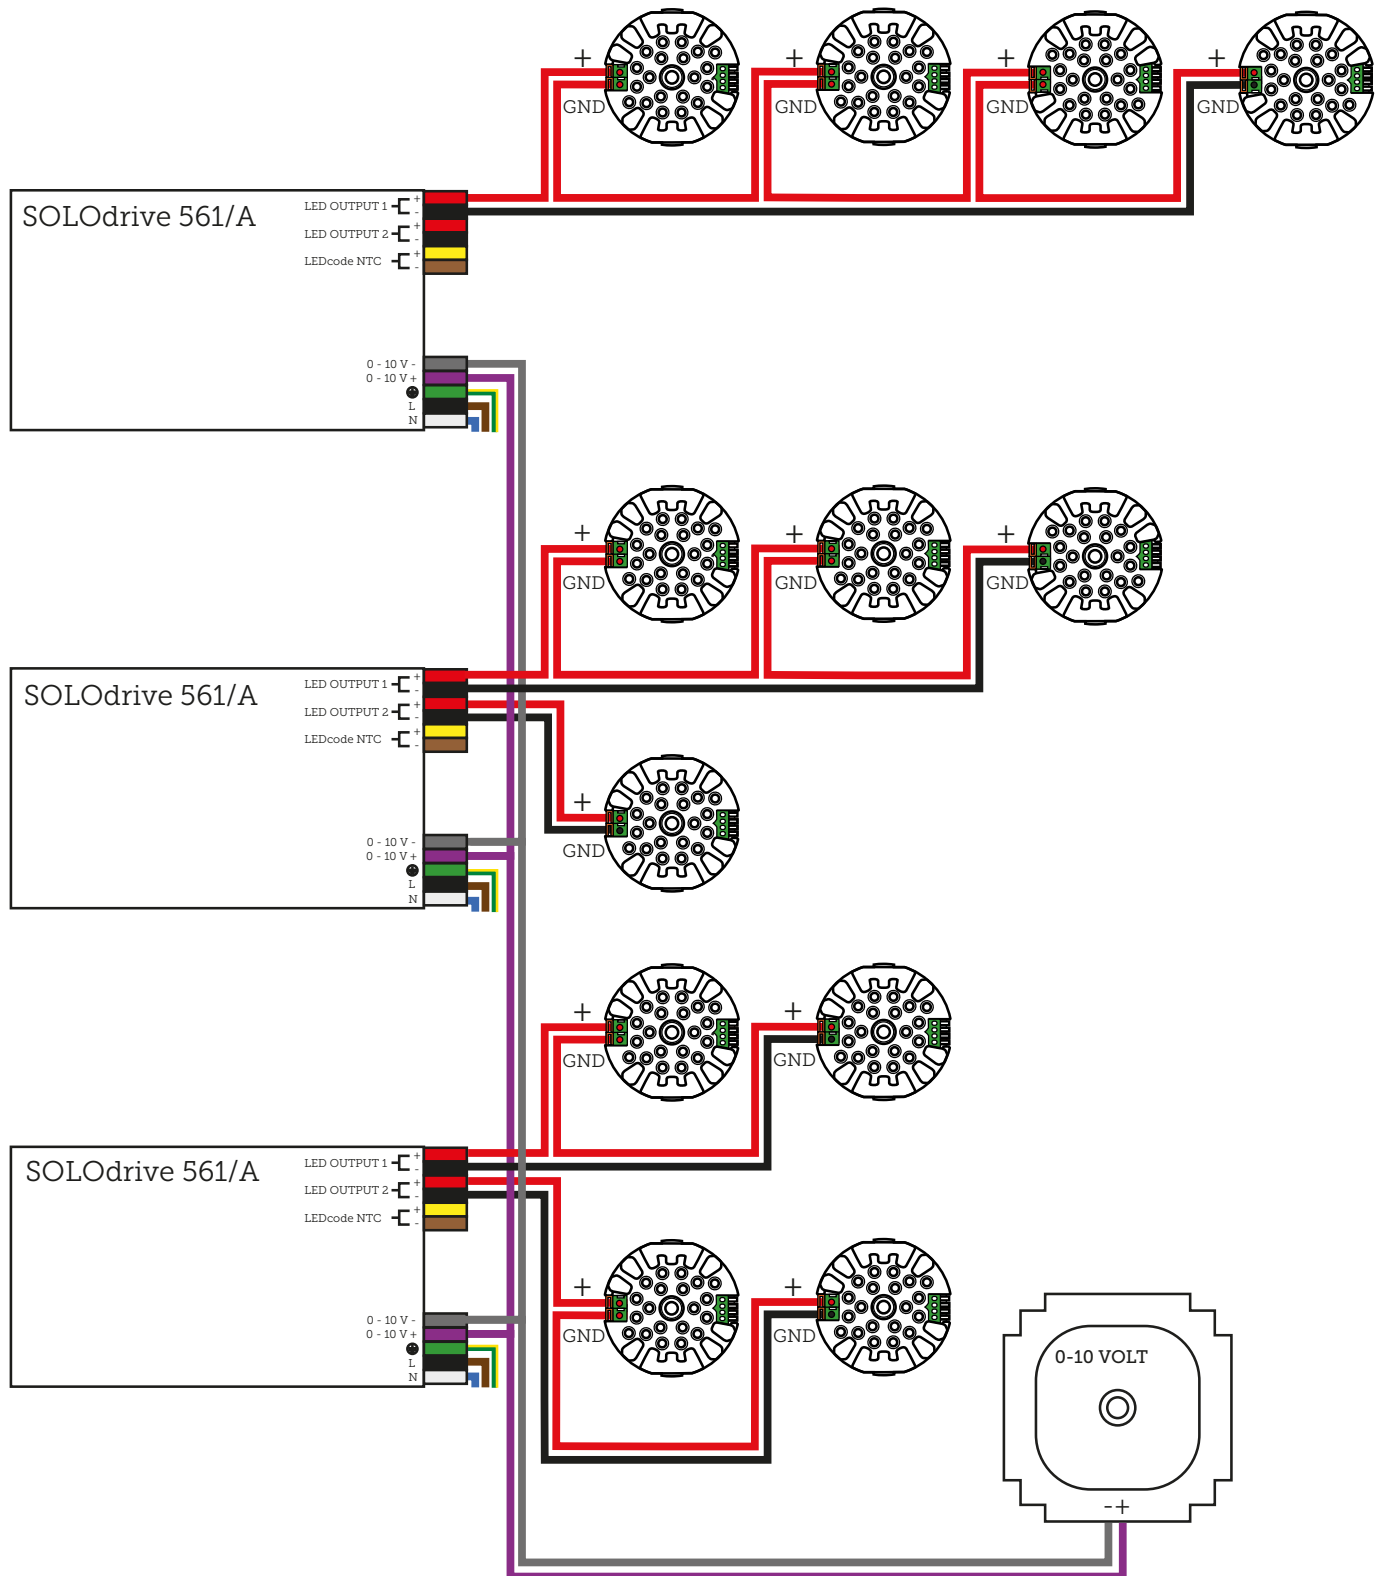 + + + +
GND GND GND GND
SOLOdrive 561/A
LED OUTPUT 1 + -
LED OUTPUT 2 + -
LEDcode NTC + -
0 - 10 V -
0 - 10 V +
L
N
+ + +
GND GND GND
SOLOdrive 561/A
LED OUTPUT 1 + -
LED OUTPUT 2 + -
LEDcode NTC + -
+
GND
0 - 10 V -
0 - 10 V +
L
N
+ +
GND GND
SOLOdrive 561/A
LED OUTPUT 1 + -
LED OUTPUT 2 + -
LEDcode NTC + -
+ +
GND GND
0 - 10 V -
0 - 10 V +
L
N
0-10 VOLT
-+